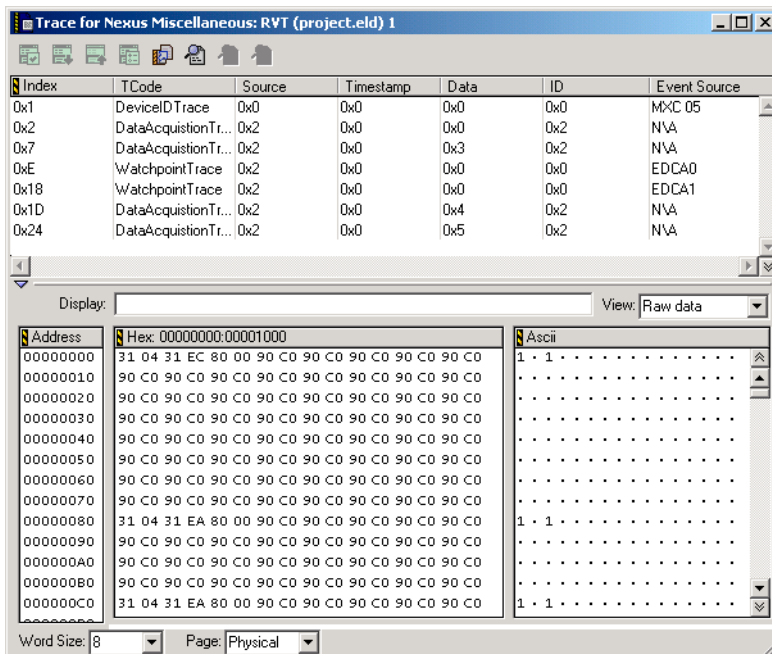 Trace for Nexus Miscellaneous: RVT (project.eld) 1
Index TCode Source Timestamp Data ID Event Source
0x1 DeviceIDTrace 0x0 0x0 0x0 0x0 MXC 05
0x2 DataAcquistionTr... 0x2 0x0 0x0 0x2 N\A
0x7 DataAcquistionTr... 0x2 0x0 0x3 0x2 N\A
0xE WatchpointTrace 0x2 0x0 0x0 0x0 EDCA0
0x18 WatchpointTrace 0x2 0x0 0x0 0x0 EDCA1
0x1D DataAcquistionTr... 0x2 0x0 0x4 0x2 N\A
0x24 DataAcquistionTr... 0x2 0x0 0x5 0x2 N\A
Display: View: Raw data
Address Hex: 00000000:00001000 Ascii
00000000 31 04 31 EC 80 00 90 C0 90 C0 90 C0 90 C0 90 C0 1 · 1 · · · · · · · · · · · · ·
00000010 90 C0 90 C0 90 C0 90 C0 90 C0 90 C0 90 C0 90 C0 · · · · · · · · · · · · · · · ·
00000020 90 C0 90 C0 90 C0 90 C0 90 C0 90 C0 90 C0 90 C0 · · · · · · · · · · · · · · · ·
00000030 90 C0 90 C0 90 C0 90 C0 90 C0 90 C0 90 C0 90 C0 · · · · · · · · · · · · · · · ·
00000040 90 C0 90 C0 90 C0 90 C0 90 C0 90 C0 90 C0 90 C0 · · · · · · · · · · · · · · · ·
00000050 90 C0 90 C0 90 C0 90 C0 90 C0 90 C0 90 C0 90 C0 · · · · · · · · · · · · · · · ·
00000060 90 C0 90 C0 90 C0 90 C0 90 C0 90 C0 90 C0 90 C0 · · · · · · · · · · · · · · · ·
00000070 90 C0 90 C0 90 C0 90 C0 90 C0 90 C0 90 C0 90 C0 · · · · · · · · · · · · · · · ·
00000080 31 04 31 EA 80 00 90 C0 90 C0 90 C0 90 C0 90 C0 1 · 1 · · · · · · · · · · · · ·
00000090 90 C0 90 C0 90 C0 90 C0 90 C0 90 C0 90 C0 90 C0 · · · · · · · · · · · · · · · ·
000000A0 90 C0 90 C0 90 C0 90 C0 90 C0 90 C0 90 C0 90 C0 · · · · · · · · · · · · · · · ·
000000B0 90 C0 90 C0 90 C0 90 C0 90 C0 90 C0 90 C0 90 C0 · · · · · · · · · · · · · · · ·
000000C0 31 04 31 EA 80 00 90 C0 90 C0 90 C0 90 C0 90 C0 1 · 1 · · · · · · · · · · · · ·
Word Size: 8 Page: Physical